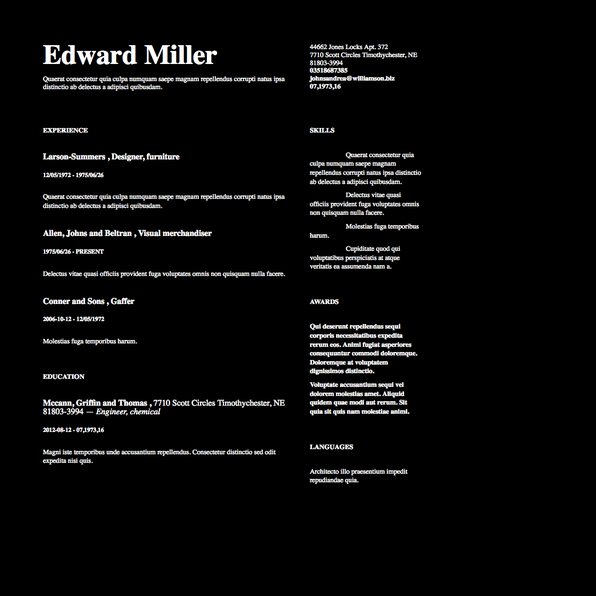 Edward Miller
Quaerat consectetur quia culpa numquam saepe magnam repellendus corrupti natus ipsa
distinctio ab delectus a adipisci quibusdam.
44662 Jones Locks Apt. 372
7710 Scott Circles Timothychester, NE
81803-3994
03518687385
johnsandrea@williamson.biz
07,1973,16
EXPERIENCE
Larson-Summers , Designer, furniture
12/05/1972 - 1975/06/26
Quaerat consectetur quia culpa numquam saepe magnam repellendus corrupti natus ipsa
distinctio ab delectus a adipisci quibusdam.
Allen, Johns and Beltran , Visual merchandiser
1975/06/26 - PRESENT
Delectus vitae quasi officiis provident fuga voluptates omnis non quisquam nulla facere.
Conner and Sons , Gaffer
2006-10-12 - 12/05/1972
Molestias fuga temporibus harum.
EDUCATION
Mccann, Griffin and Thomas , 7710 Scott Circles Timothychester, NE
81803-3994 — Engineer, chemical
2012-08-12 - 07,1973,16
Magni iste temporibus unde accusantium repellendus. Consectetur distinctio sed odit
expedita nisi quis.
SKILLS
Quaerat consectetur quia
culpa numquam saepe magnam
repellendus corrupti natus ipsa distinctio
ab delectus a adipisci quibusdam.
Delectus vitae quasi
officiis provident fuga voluptates omnis
non quisquam nulla facere.
Molestias fuga temporibus
harum.
Cupiditate quod qui
voluptatibus perspiciatis at atque
veritatis ea assumenda nam a.
AWARDS
Qui deserunt repellendus sequi
corporis necessitatibus expedita
rerum eos. Animi fugiat asperiores
consequuntur commodi doloremque.
Doloremque at voluptatem
dignissimos distinctio.
Voluptate accusantium sequi vel
dolorem molestias amet. Aliquid
quidem quae modi aut rerum. Sit
quia sit quis nam molestiae animi.
LANGUAGES
Architecto illo praesentium impedit
repudiandae quia.